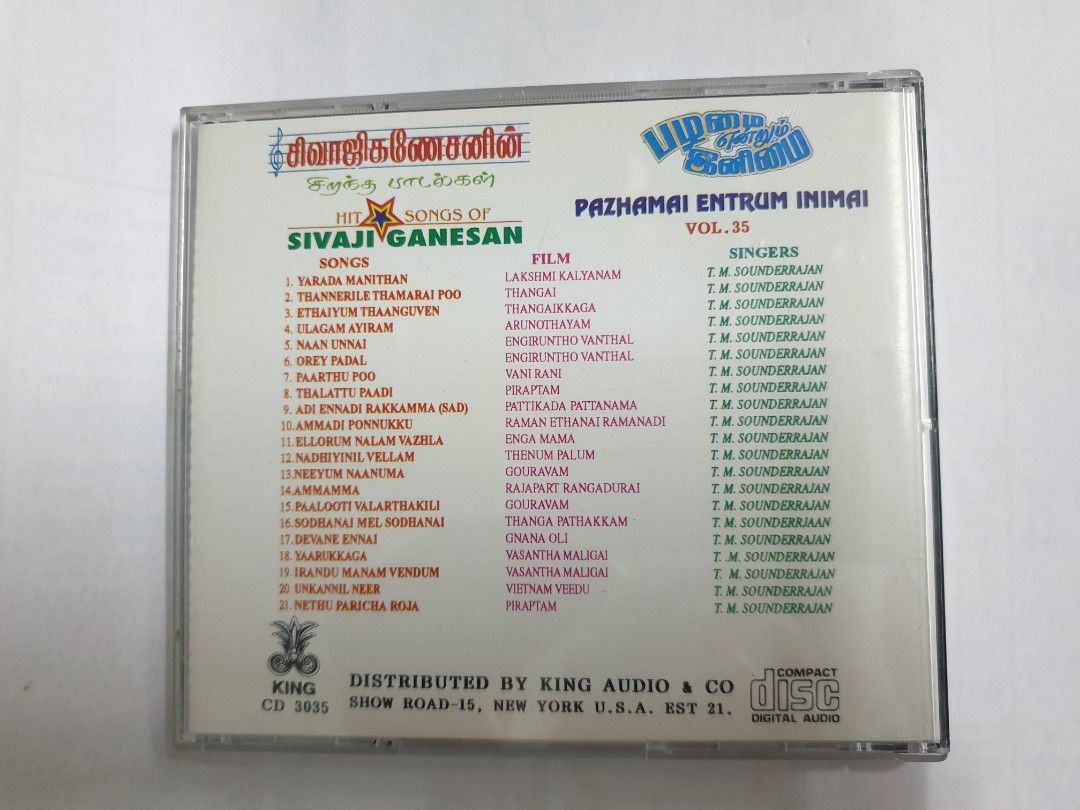 சிவாஜிகணேசனின்
சிறந்த பாடல்கள்
HIT SONGS OF
SIVAJI GANESAN
பழமை
என்றும்
இனிமை
PAZHAMAI ENTRUM INIMAI
VOL. 35
SONGS FILM SINGERS
1. YARADA MANITHAN LAKSHMI KALYANAM T. M. SOUNDERRAJAN
2. THANNERILE THAMARAI POO THANGAI T. M. SOUNDERRAJAN
3. ETHAIYUM THAANGUVEN THANGAIKKAGA T. M. SOUNDERRAJAN
4. ULAGAM AYIRAM ARUNOTHAYAM T. M. SOUNDERRAJAN
5. NAAN UNNAI ENGIRUNTHO VANTHAL T. M. SOUNDERRAJAN
6. OREY PADAL ENGIRUNTHO VANTHAL T. M. SOUNDERRAJAN
7. PAARTHU POO VANI RANI T. M. SOUNDERRAJAN
8. THALATTU PAADI PIRAPTAM T. M. SOUNDERRAJAN
9. ADI ENNADI RAKKAMMA (SAD) PATTIKADA PATTANAMA T. M. SOUNDERRAJAN
10. AMMADI PONNUKKU RAMAN ETHANAI RAMANADI T. M. SOUNDERRAJAN
11. ELLORUM NALAM VAZHLA ENGA MAMA T. M. SOUNDERRAJAN
12. NADHIYINIL VELLAM THENUM PALUM T. M. SOUNDERRAJAN
13. NEEYUM NAANUMA GOURAVAM T. M. SOUNDERRAJAN
14. AMMAMMA RAJAPART RANGADURAI T. M. SOUNDERRAJAN
15. PAALOOTI VALARTHAKILI GOURAVAM T. M. SOUNDERRAJAN
16. SODHANAI MEL SODHANAI THANGA PATHAKKAM T. M. SOUNDERRJAAN
17. DEVANE ENNAI GNANA OLI T. M. SOUNDERRAJAN
18. YAARUKKAGA VASANTHA MALIGAI T. .M. SOUNDERRAJAN
19. IRANDU MANAM VENDUM VASANTHA MALIGAI T. M. SOUNDERRAJAN
20. UNKANNIL NEER VIETNAM VEEDU T. M. SOUNDERRAJAN
21. NETHU PARICHA ROJA PIRAPTAM T. M. SOUNDERRAJAN
KING
CD 3035
DISTRIBUTED BY KING AUDIO & CO
SHOW ROAD-15, NEW YORK U.S.A. EST 21.
COMPACT
disc
DIGITAL AUDIO